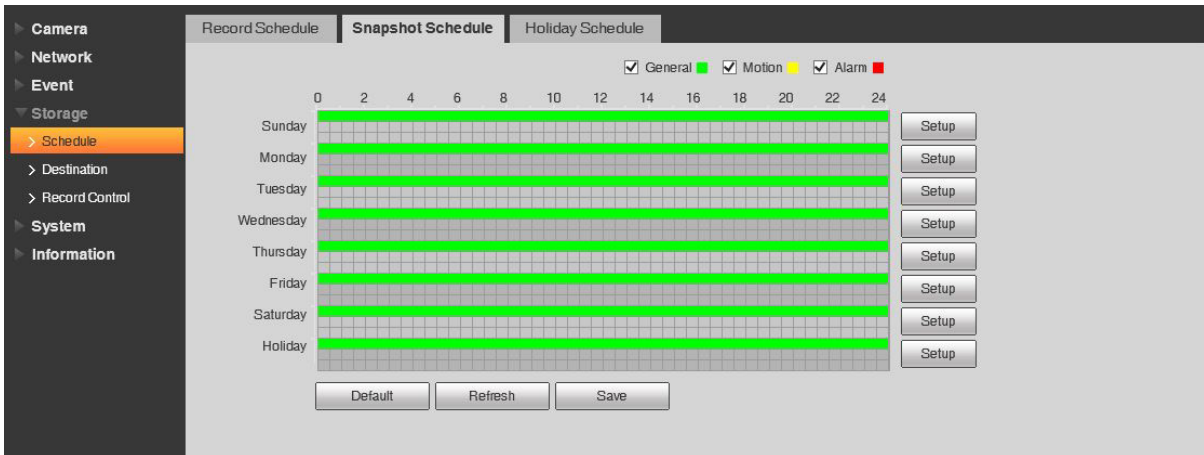 Camera
Network
Event
Storage
Schedule
Destination
Record Control
System
Information
Record Schedule Snapshot Schedule Holiday Schedule
General Motion Alarm
0 2 4 6 8 10 12 14 16 18 20 22 24
Sunday Setup
Monday Setup
Tuesday Setup
Wednesday Setup
Thursday Setup
Friday Setup
Saturday Setup
Holiday Setup
Default Refresh Save